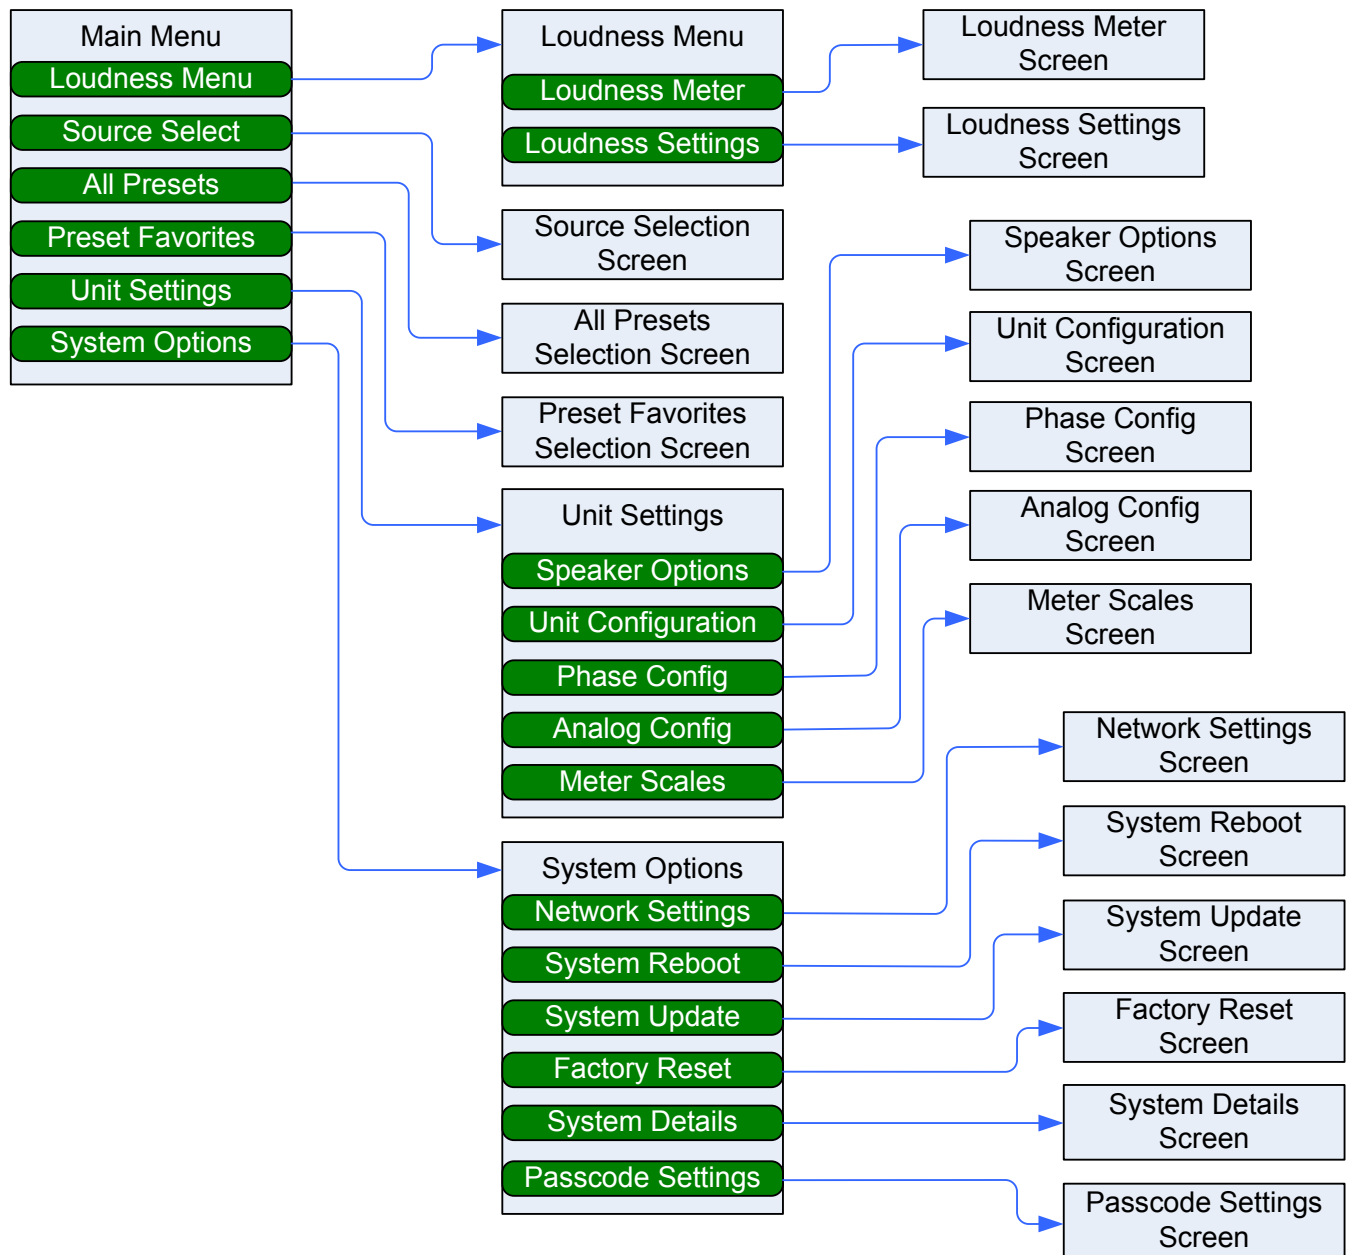 Main Menu
Loudness Menu
Source Select
All Presets
Preset Favorites
Unit Settings
System Options
Loudness Menu
Loudness Meter
Loudness Settings
Loudness Meter
Screen
Loudness Settings
Screen
Source Selection
Screen
All Presets
Selection Screen
Preset Favorites
Selection Screen
Unit Settings
Speaker Options
Unit Configuration
Phase Config
Analog Config
Meter Scales
Speaker Options
Screen
Unit Configuration
Screen
Phase Config
Screen
Analog Config
Screen
Meter Scales
Screen
System Options
Network Settings
System Reboot
System Update
Factory Reset
System Details
Passcode Settings
Network Settings
Screen
System Reboot
Screen
System Update
Screen
Factory Reset
Screen
System Details
Screen
Passcode Settings
Screen